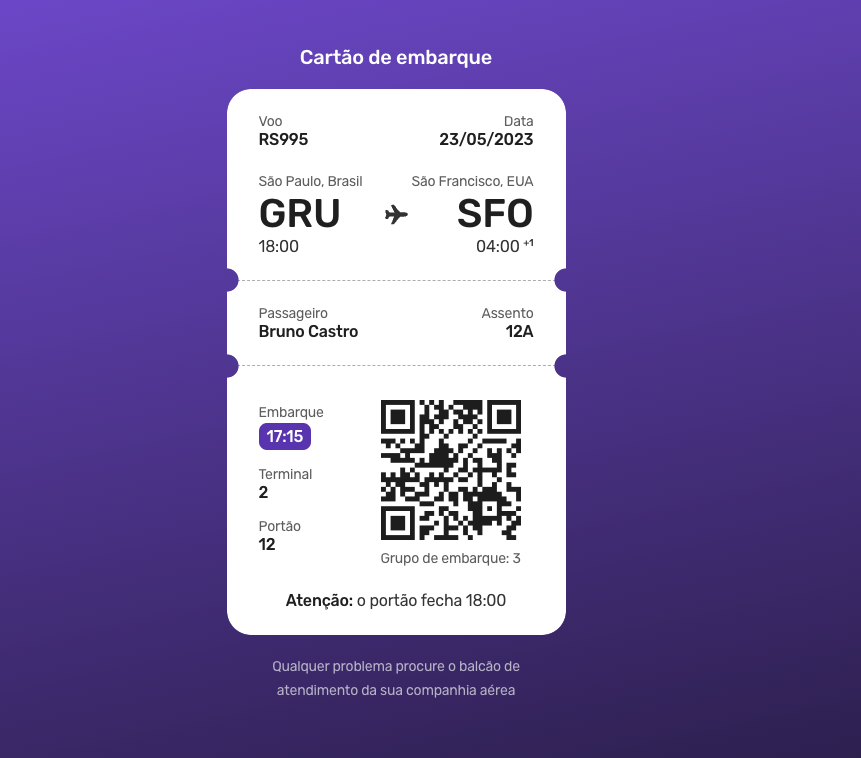 Cartão de embarque
Voo Data
RS995 23/05/2023
São Paulo, Brasil São Francisco, EUA
GRU SFO
18:00 04:00 +1
Passageiro Assento
Bruno Castro 12A
Embarque
17:15
Terminal
2
Portão
12
Grupo de embarque: 3
Atenção: o portão fecha 18:00
Qualquer problema procure o balcão de
atendimento da sua companhia aérea